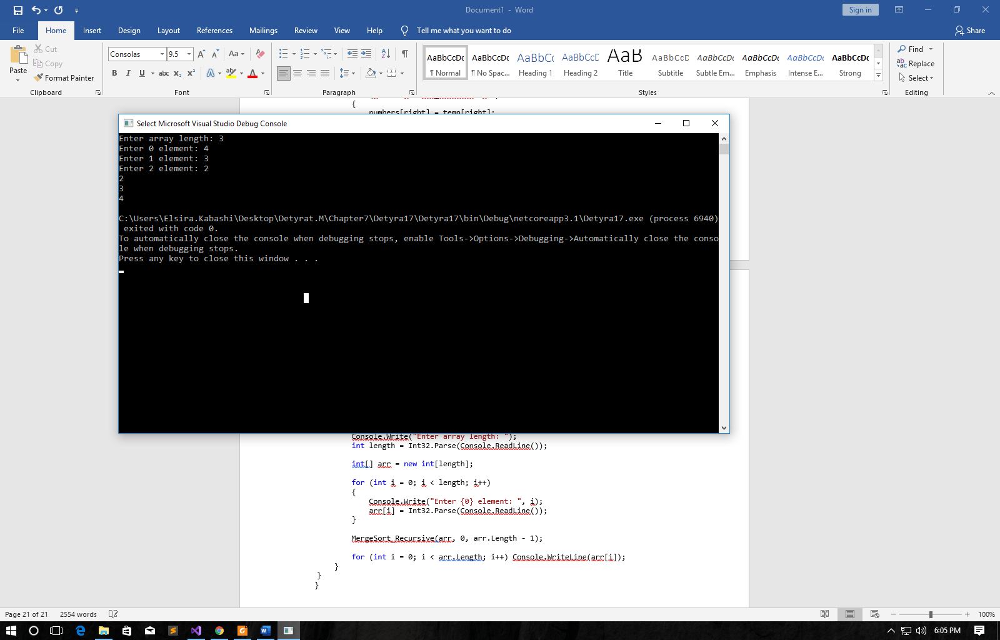 Document1 - Word
Sign in
File Home Insert Design Layout References Mailings Review View Help Tell me what you want to do Share
Paste
Cut
Copy
Format Painter
Clipboard
Consolas 9.5
Font
Paragraph
AaBbCcDc AaBbCcDc AaBbCc AaBbCcD AaB AaBbCcD AaBbCcDc AaBbCcDc AaBbCcDc AaBbCcDc
¶ Normal ¶ No Spac... Heading 1 Heading 2 Title Subtitle Subtle Em... Emphasis Intense E... Strong
Styles
Find
Replace
Select
Editing
{
numbers[right] = temp[right];
Select Microsoft Visual Studio Debug Console
Enter array length: 3
Enter 0 element: 4
Enter 1 element: 3
Enter 2 element: 2
2
3
4
C:\Users\Elsira.Kabashi\Desktop\Detyrat.M\Chapter7\Detyra17\Detyra17\bin\Debug\netcoreapp3.1\Detyra17.exe (process 6940)
exited with code 0.
To automatically close the console when debugging stops, enable Tools->Options->Debugging->Automatically close the conso
le when debugging stops.
Press any key to close this window . . .
Console.Write("Enter array length: ");
int length = Int32.Parse(Console.ReadLine());
int[] arr = new int[length];
for (int i = 0; i < length; i++)
{
Console.Write("Enter {0} element: ", i);
arr[i] = Int32.Parse(Console.ReadLine());
}
MergeSort_Recursive(arr, 0, arr.Length - 1);
for (int i = 0; i < arr.Length; i++) Console.WriteLine(arr[i]);
}
}
}
Page 21 of 21 2554 words
100%
6:05 PM